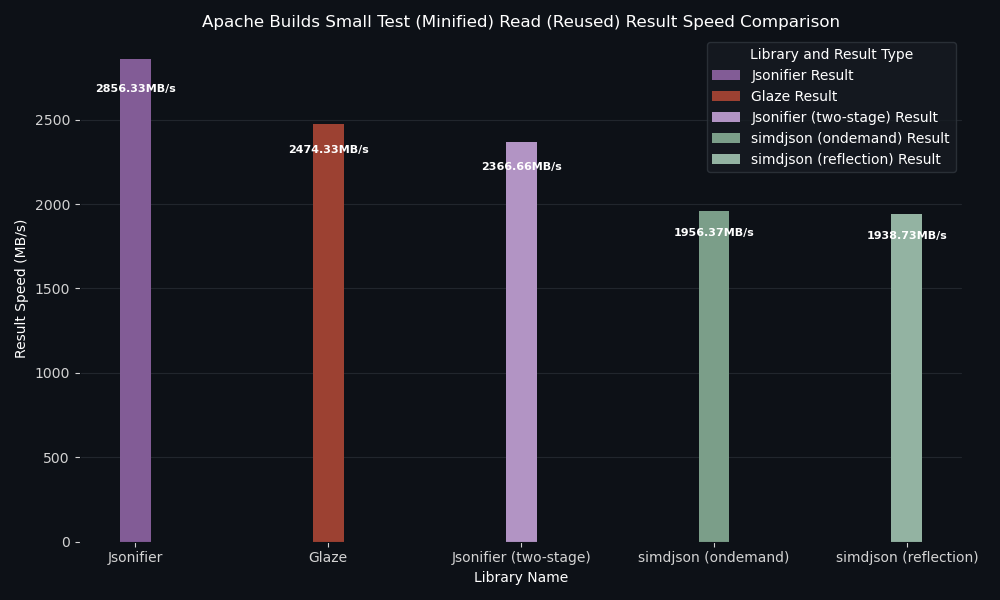 Apache Builds Small Test (Minified) Read (Reused) Result Speed Comparison
Library and Result Type
Jsonifier Result
Glaze Result
Jsonifier (two-stage) Result
simdjson (ondemand) Result
simdjson (reflection) Result
2856.33MB/s
2474.33MB/s
2366.66MB/s
1956.37MB/s
1938.73MB/s
Result Speed (MB/s)
2500
2000
1500
1000
500
0
Jsonifier
Glaze
Jsonifier (two-stage)
simdjson (ondemand)
simdjson (reflection)
Library Name